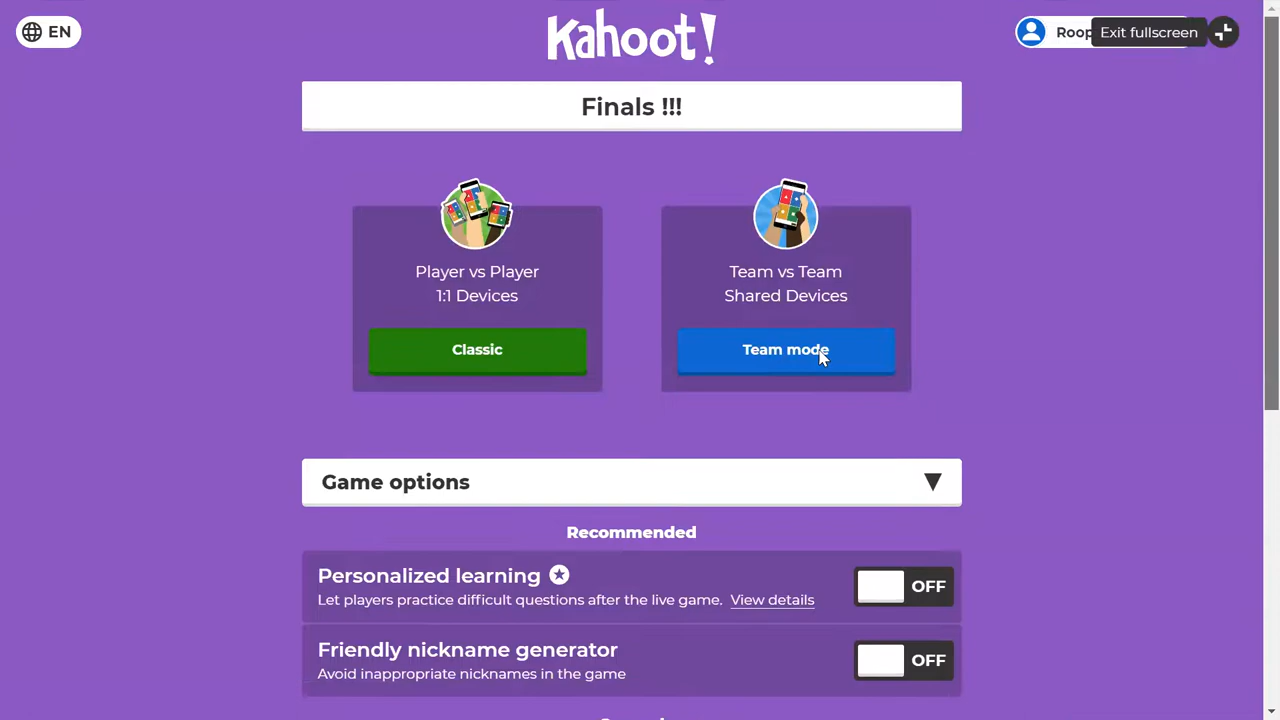 EN
Kahoot!
Roop
Exit fullscreen
Finals !!!
Player vs Player
1:1 Devices
Classic
Team vs Team
Shared Devices
Team mode
Game options
Recommended
Personalized learning
Let players practice difficult questions after the live game. View details
OFF
Friendly nickname generator
Avoid inappropriate nicknames in the game
OFF